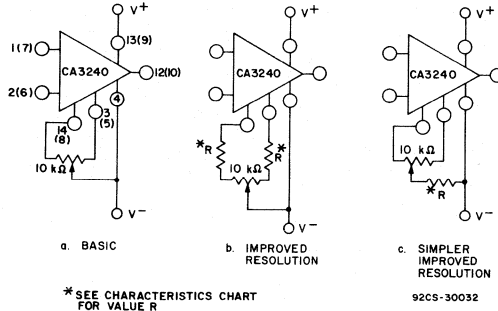 V+
V+
V+
13(9)
1(7)
CA3240
12(10)
CA3240
CA3240
2(6)
4
3
(5)
14
(8)
10 kΩ
*R
R*
10 kΩ
10 kΩ
*R
V-
V-
V-
a. BASIC
b. IMPROVED
RESOLUTION
c. SIMPLER
IMPROVED
RESOLUTION
*SEE CHARACTERISTICS CHART
FOR VALUE R
92CS-30032